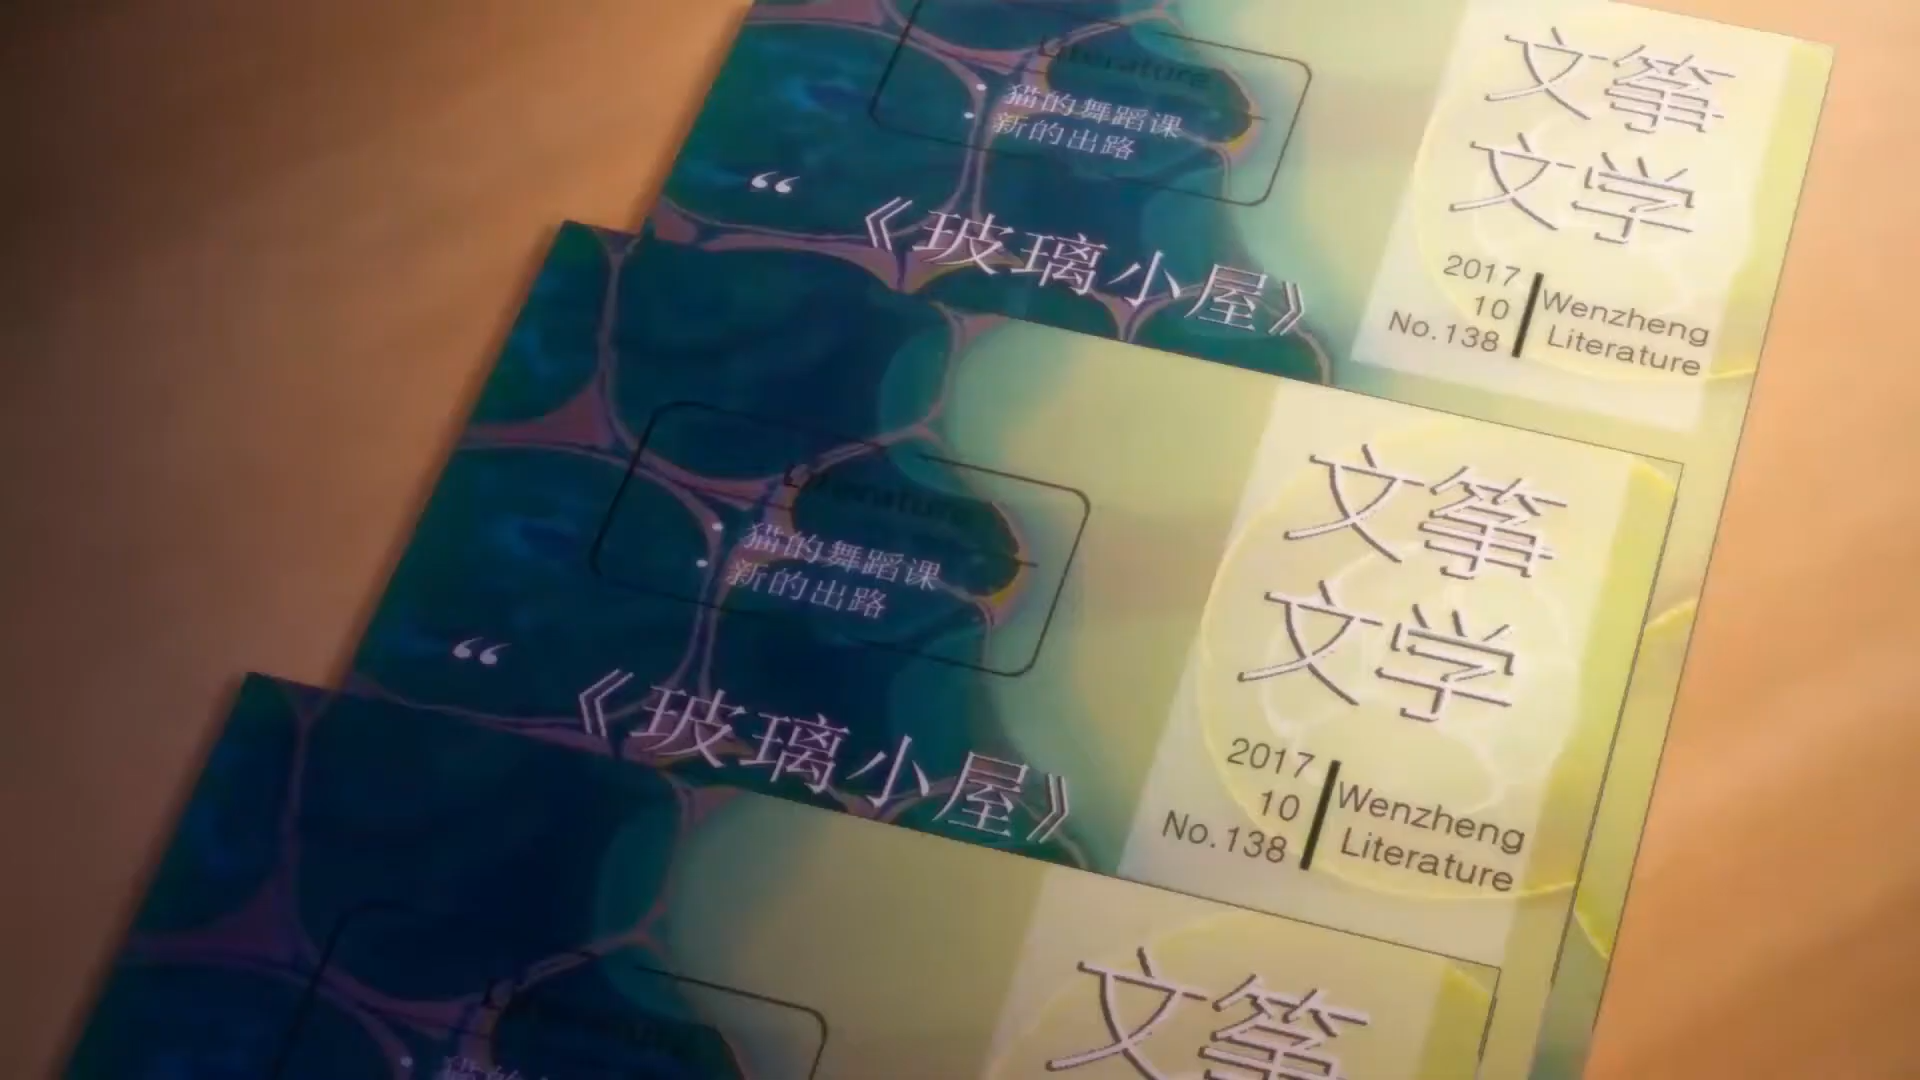 Literature
• 猫的舞蹈课
• 新的出路
“
《玻璃小屋》
文筝
文学
2017
10
No.138
Wenzheng
Literature
Literature
• 猫的舞蹈课
• 新的出路
“
《玻璃小屋》
文筝
文学
2017
10
No.138
Wenzheng
Literature
文筝